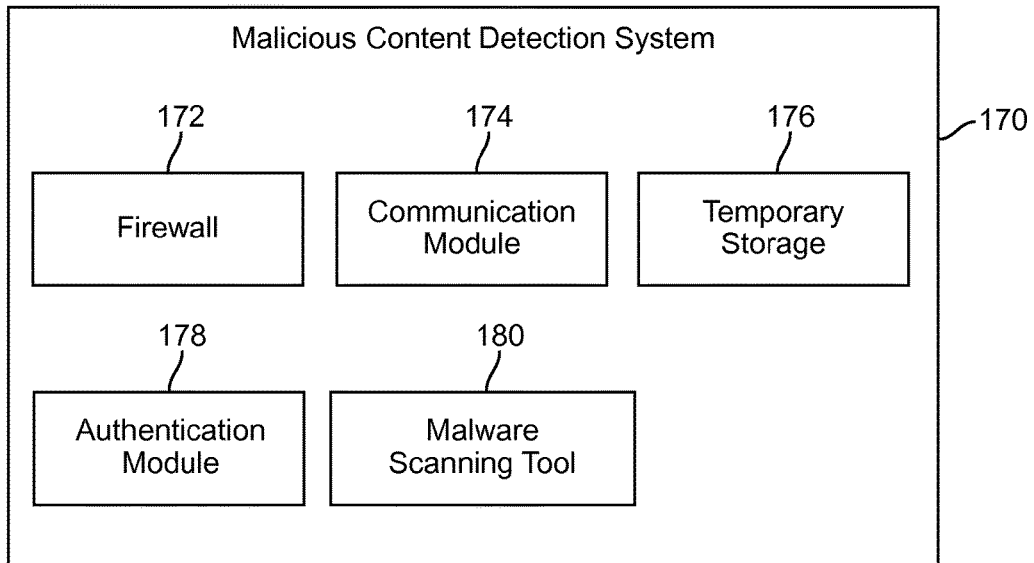 Malicious Content Detection System
172
174
176
170
Firewall
Communication
Module
Temporary
Storage
178
180
Authentication
Module
Malware
Scanning Tool